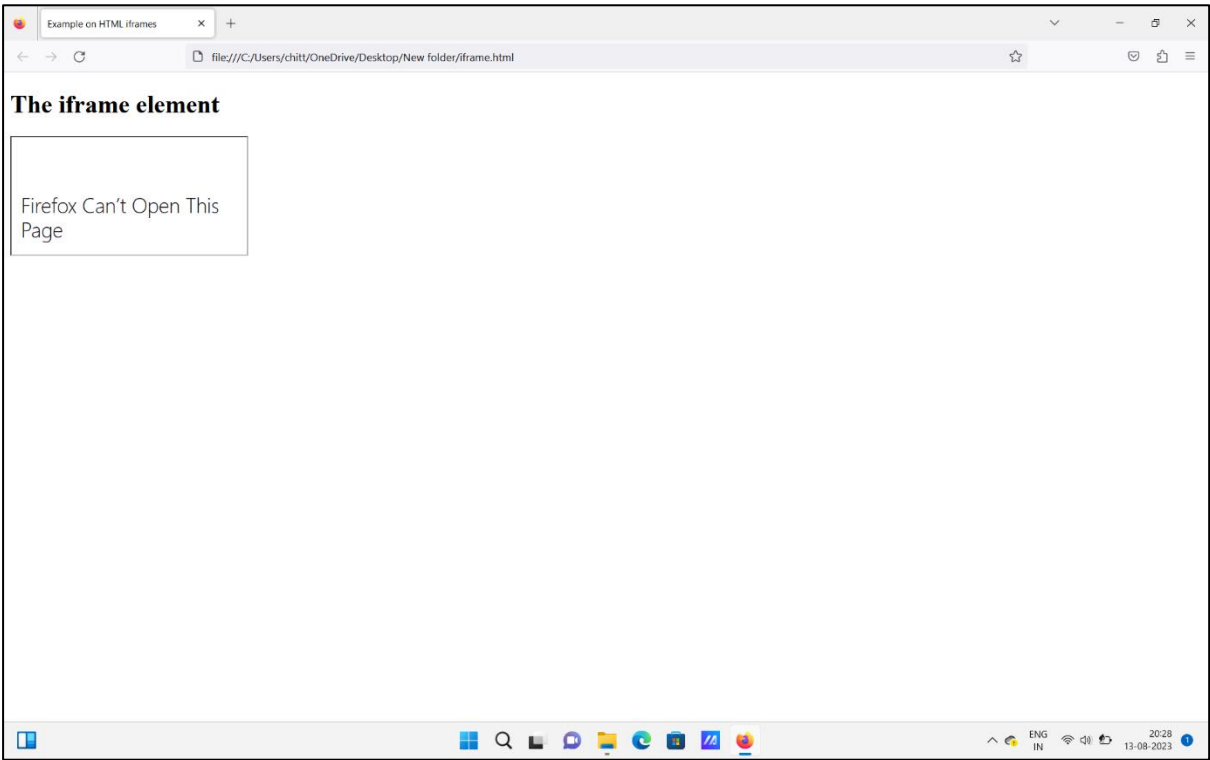 Example on HTML iframes
file:///C:/Users/chitt/OneDrive/Desktop/New folder/iframe.html
The iframe element
Firefox Can't Open This
Page
ENG
IN
20:28
13-08-2023
1